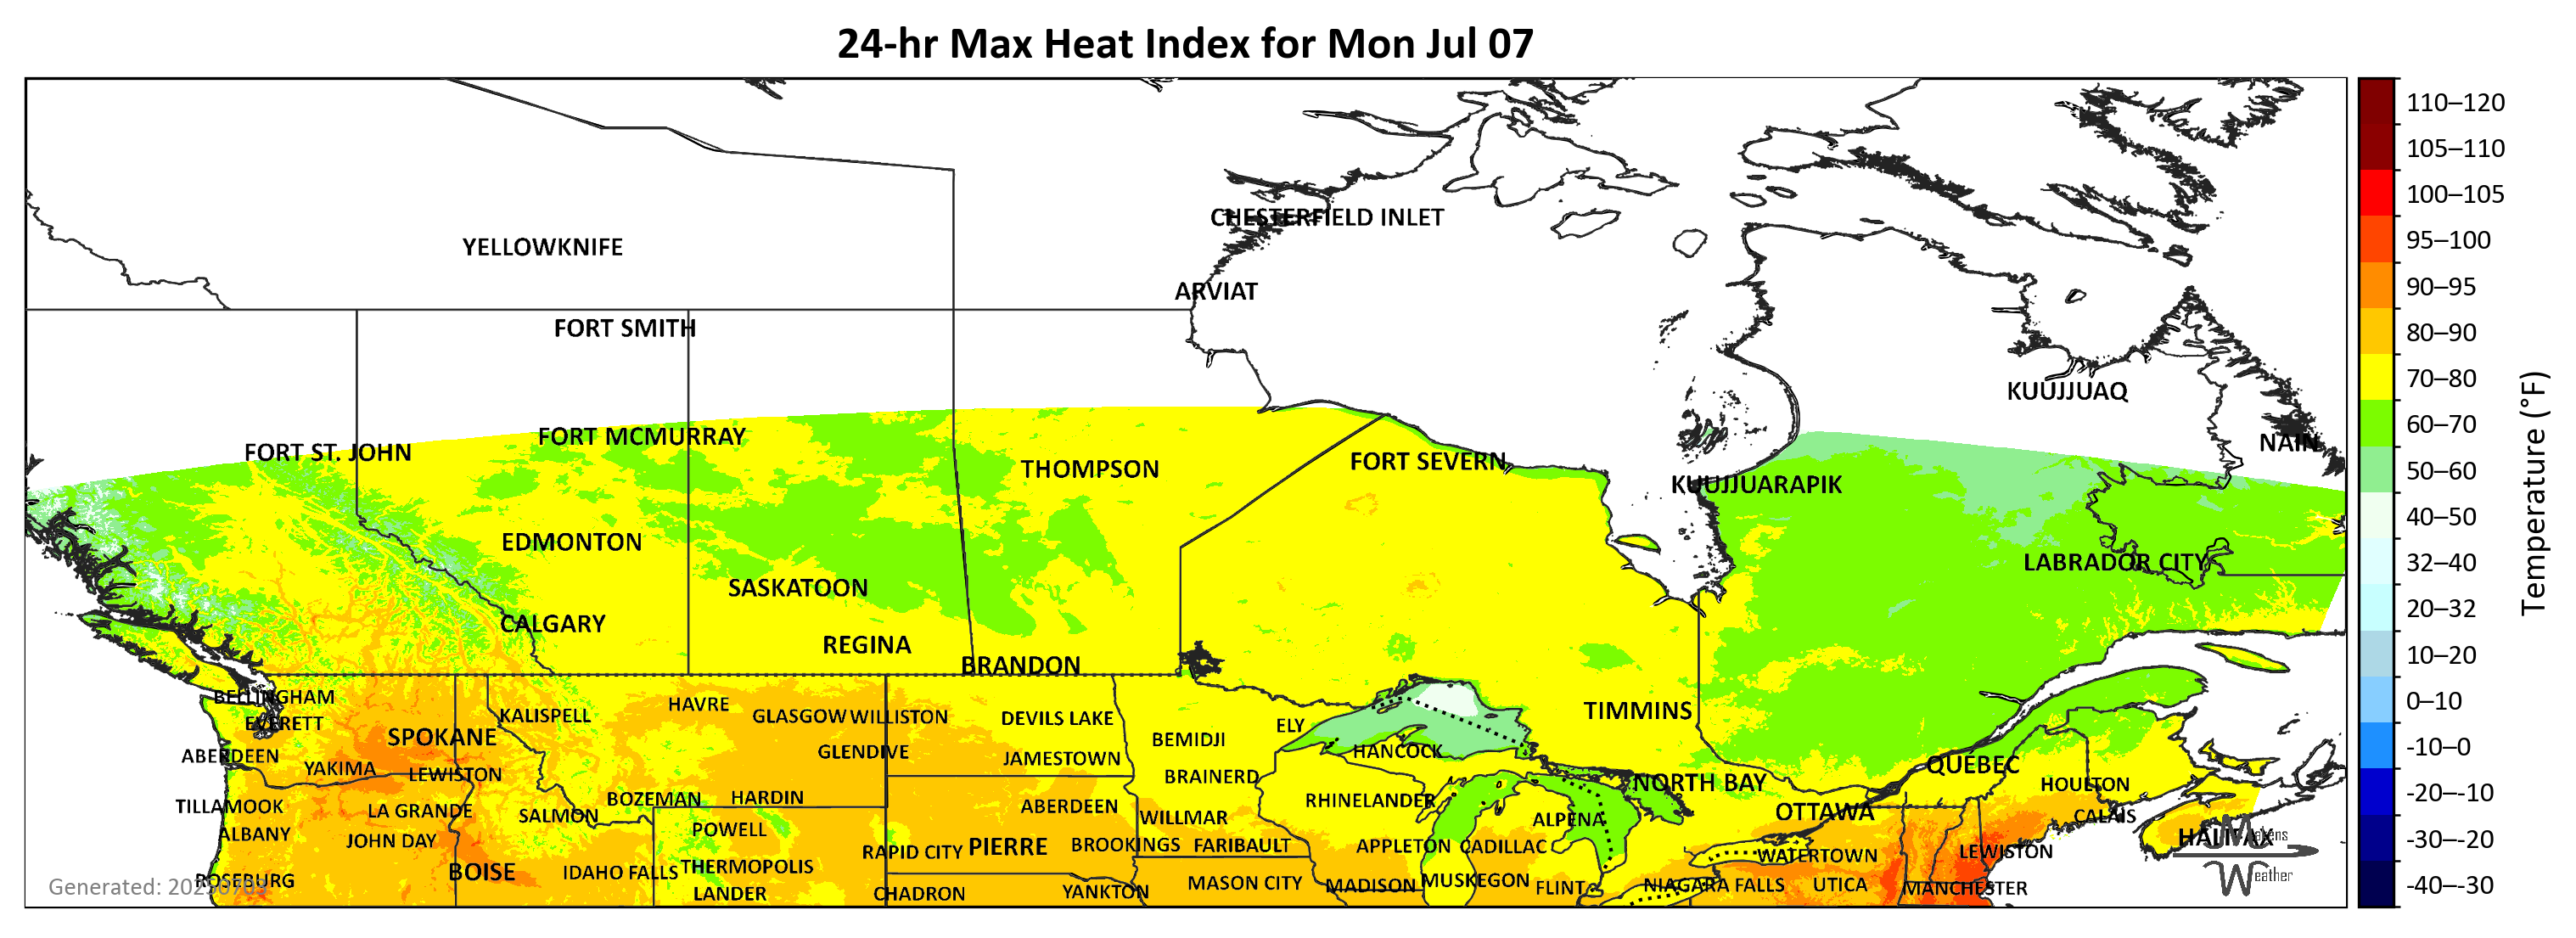 24-hr Max Heat Index for Mon Jul 07
CHESTERFIELD INLET
YELLOWKNIFE
ARVIAT
FORT SMITH
KUUJJUAQ
FORT MCMURRAY
NAIN
FORT ST. JOHN
FORT SEVERN
THOMPSON
KUUJJUARAPIK
EDMONTON
LABRADOR CITY
SASKATOON
CALGARY
REGINA
BRANDON
BELLINGHAM
HAVRE
TIMMINS
KALISPELL
GLASGOW
WILLISTON
DEVILS LAKE
EVERETT
ELY
SPOKANE
BEMIDJI
GLENDIVE
HANCOCK
ABERDEEN
JAMESTOWN
QUÉBEC
YAKIMA
LEWISTON
BRAINERD
NORTH BAY
HOULTON
BOZEMAN
HARDIN
RHINELANDER
TILLAMOOK
LA GRANDE
SALMON
ABERDEEN
WILLMAR
ALPENA
OTTAWA
CALAIS
ALBANY
JOHN DAY
POWELL
HALIFAX
Makens
RAPID CITY
PIERRE
BROOKINGS
FARIBAULT
APPLETON
CADILLAC
WATERTOWN
LEWISTON
BOISE
IDAHO FALLS
THERMOPOLIS
Weather
ROSEBURG
MASON CITY
MADISON
MUSKEGON
FLINT
NIAGARA FALLS
UTICA
MANCHESTER
LANDER
CHADRON
YANKTON
Generated:
110–120
105–110
100–105
95–100
90–95
80–90
70–80
60–70
50–60
40–50
32–40
20–32
10–20
0–10
-10–0
-20–-10
-30–-20
-40–-30
Temperature (°F)